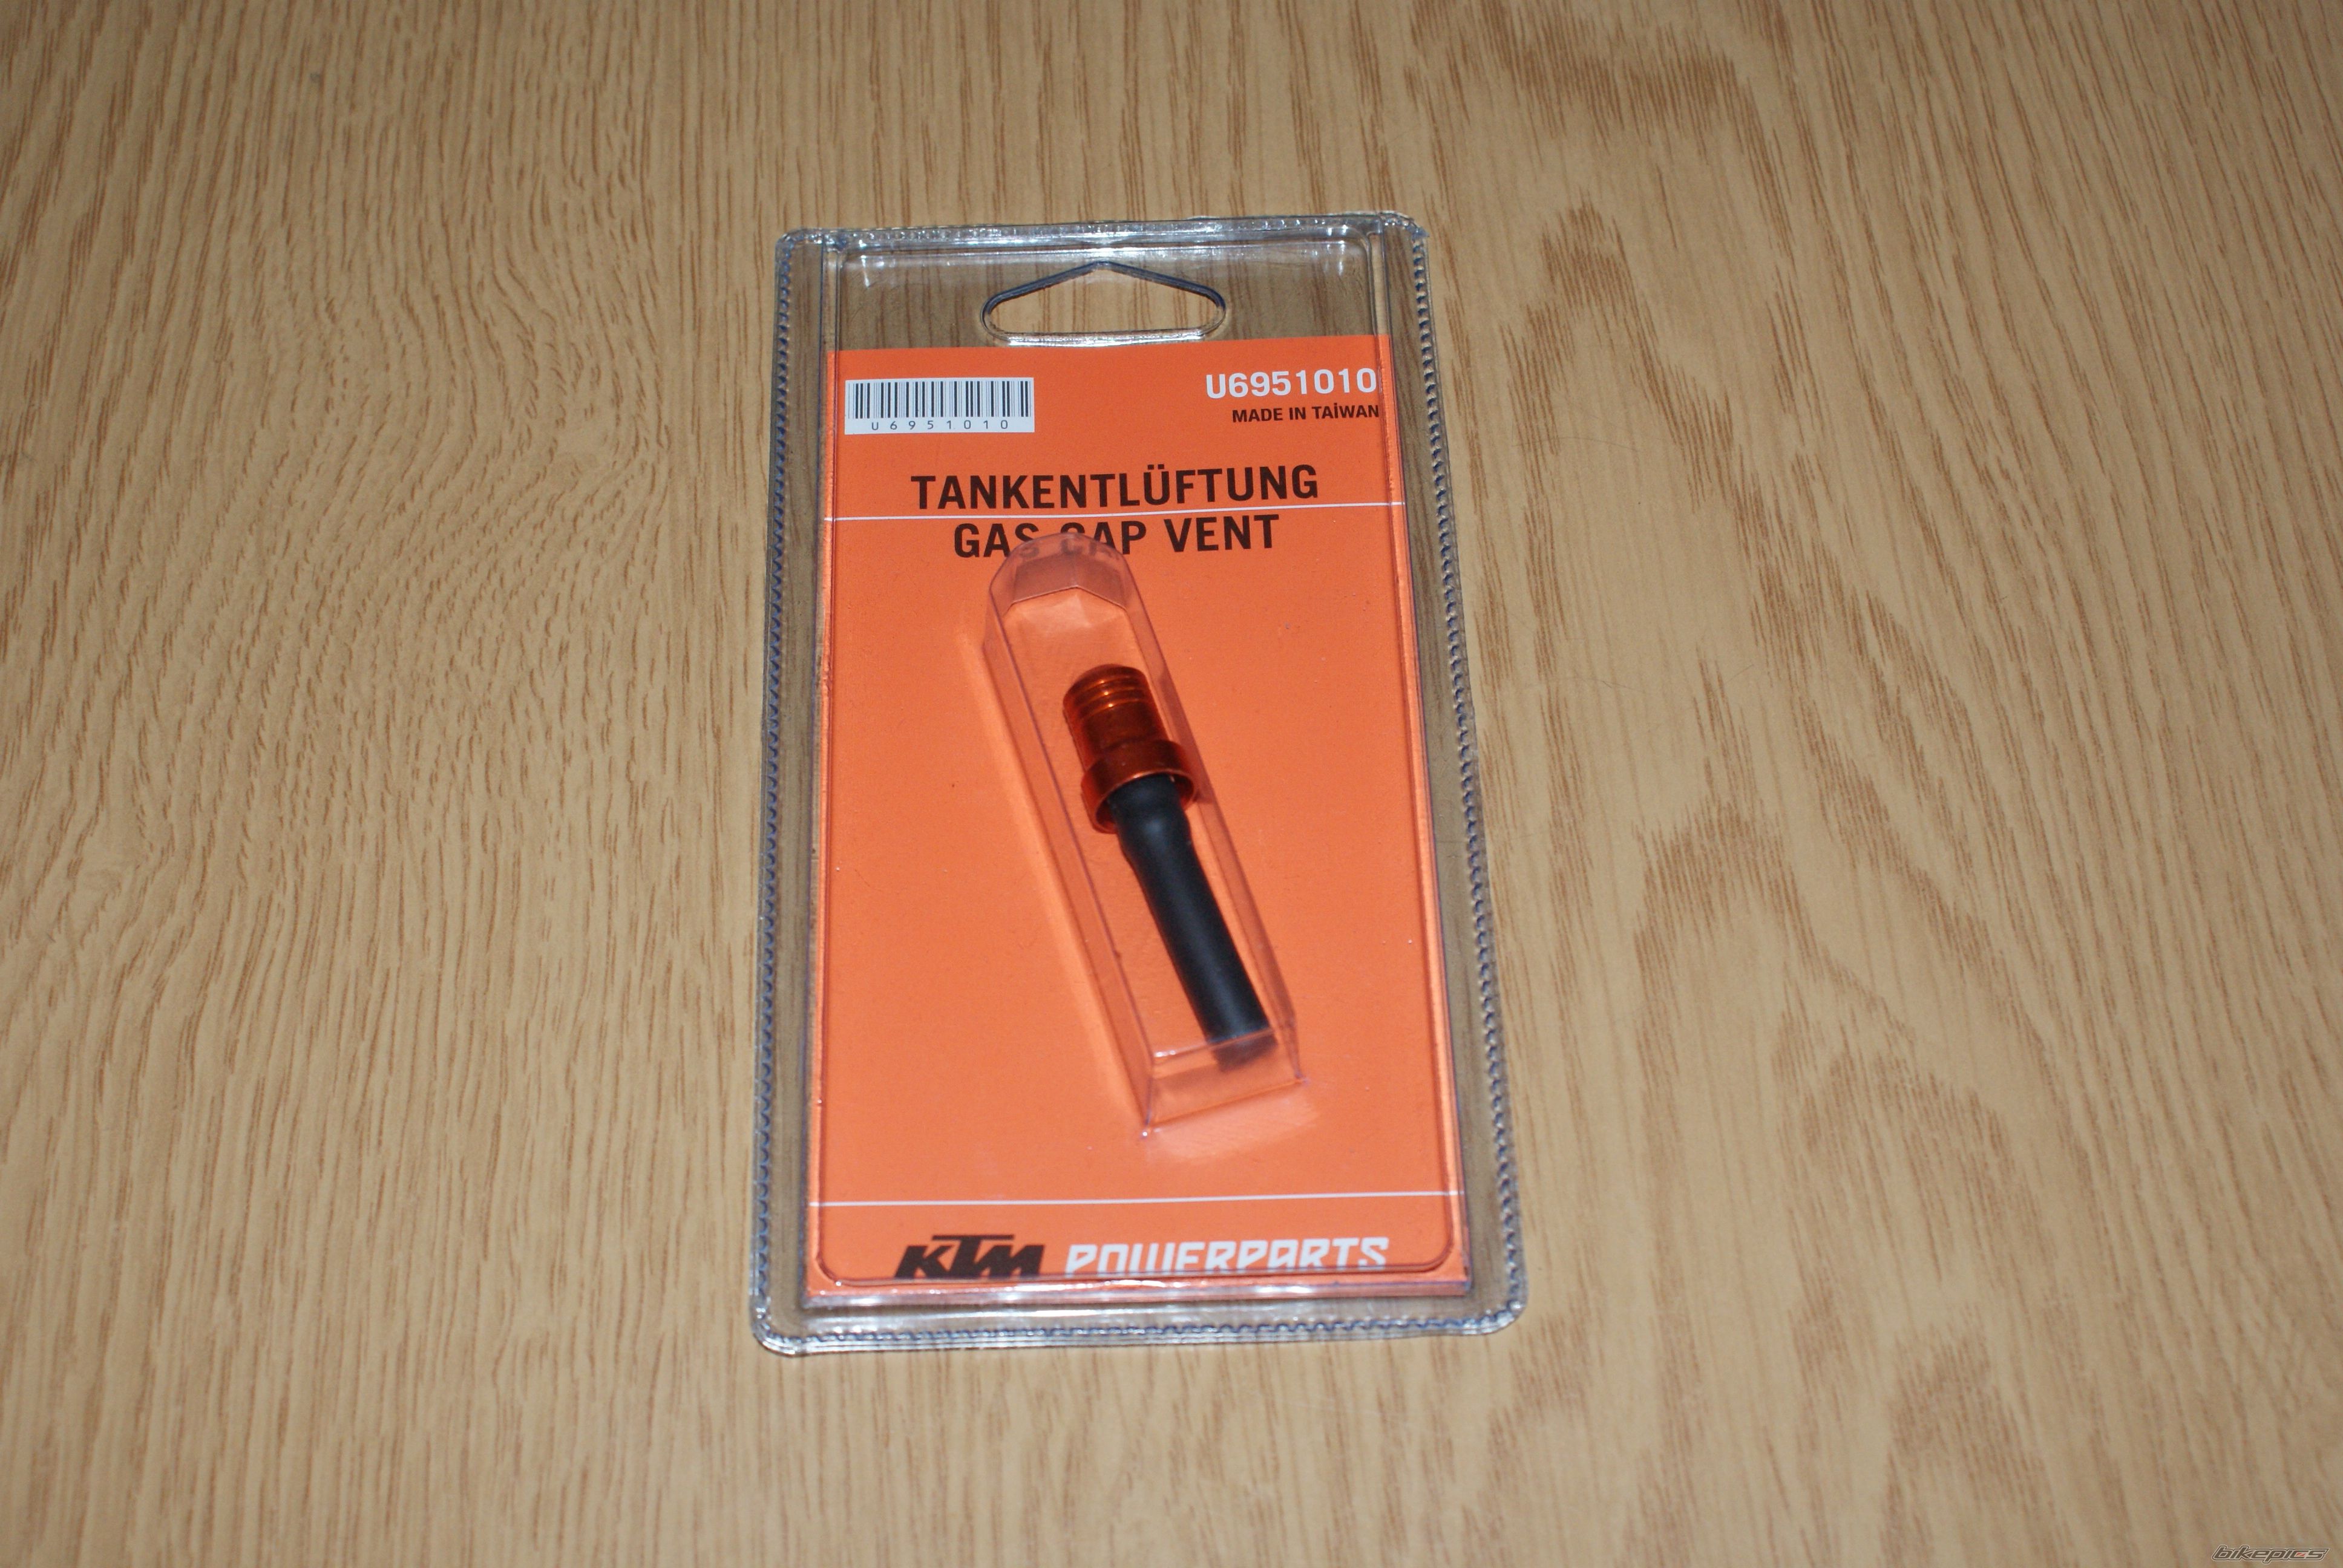 U6951010
U6951010
MADE IN TAİWAN
TANKENTLÜFTUNG
GAS CAP VENT
KTM POWERPARTS
bikepics